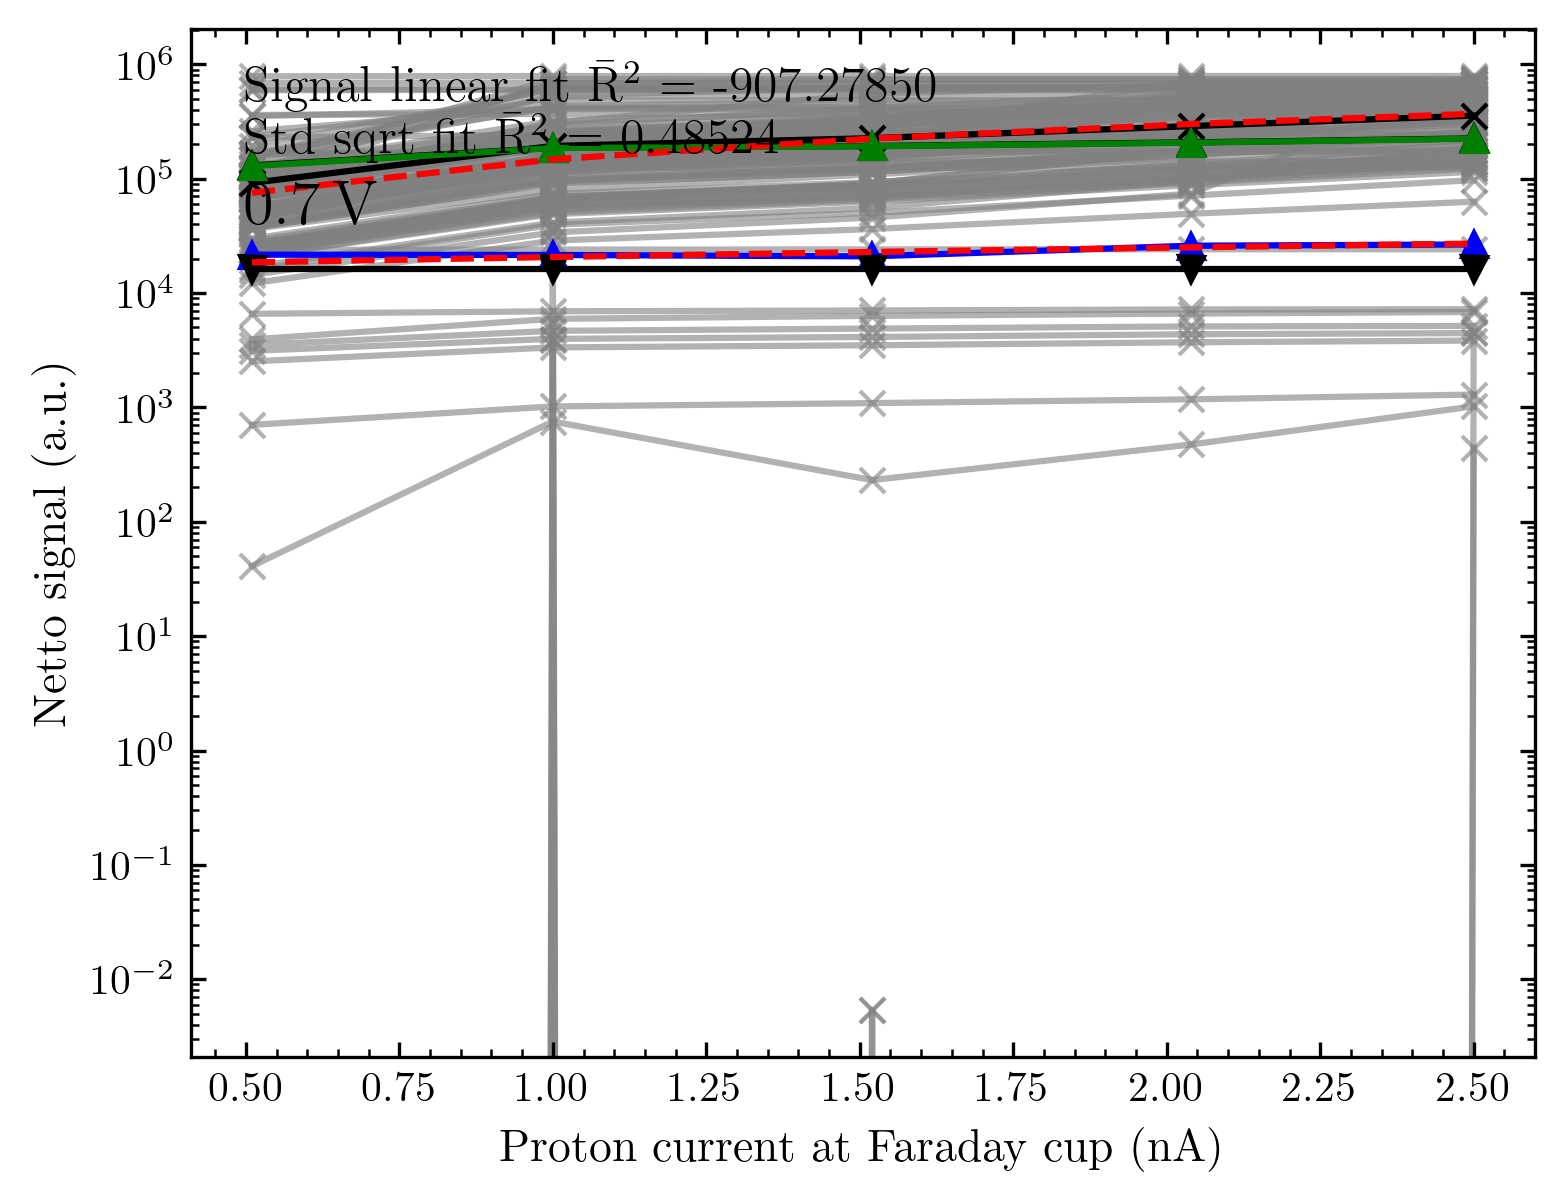 Signal linear fit R̄² = -907.27850
Std sqrt fit R̄² = 0.48524
0.7 V
Netto signal (a.u.)
10⁶
10⁵
10⁴
10³
10²
10¹
10⁰
10⁻¹
10⁻²
0.50 0.75 1.00 1.25 1.50 1.75 2.00 2.25 2.50
Proton current at Faraday cup (nA)